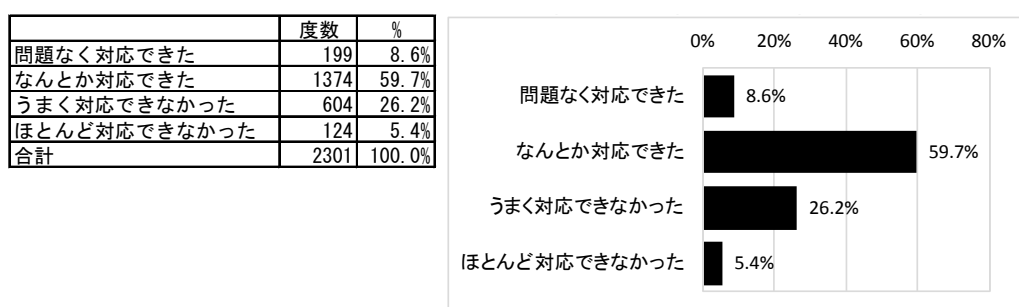 度数 %
問題なく対応できた 199 8.6%
なんとか対応できた 1374 59.7%
うまく対応できなかった 604 26.2%
ほとんど対応できなかった 124 5.4%
合計 2301 100.0%
0% 20% 40% 60% 80%
問題なく対応できた 8.6%
なんとか対応できた 59.7%
うまく対応できなかった 26.2%
ほとんど対応できなかった 5.4%